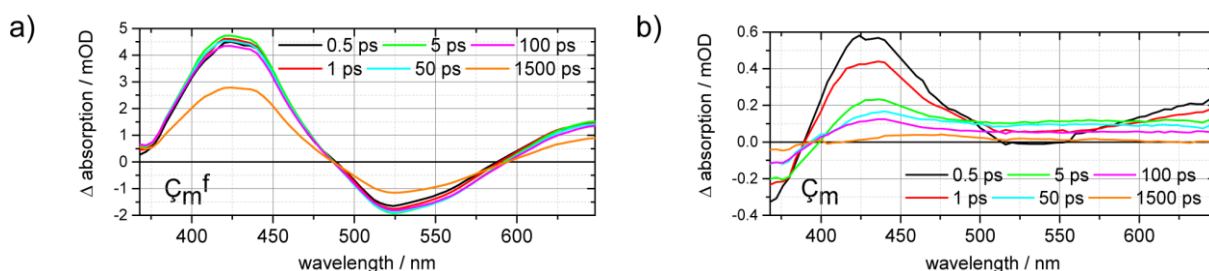 a)
Δ absorption / mOD
5
4
3
2
1
0
-1
-2
0.5 ps 5 ps 100 ps
1 ps 50 ps 1500 ps
Çmf
400 450 500 550 600
wavelength / nm
b)
Δ absorption / mOD
0.6
0.4
0.2
0.0
-0.2
-0.4
0.5 ps 5 ps 100 ps
1 ps 50 ps 1500 ps
Çm
400 450 500 550 600
wavelength / nm